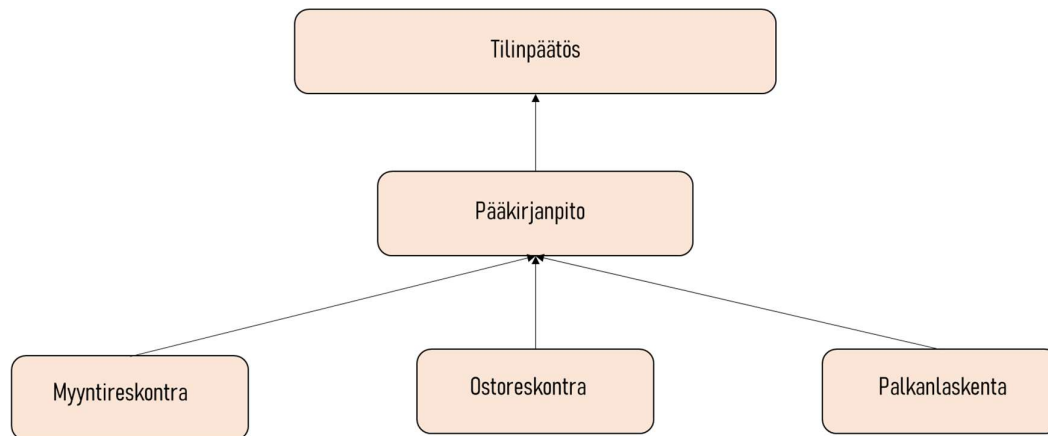 Tilinpäätös
Pääkirjanpito
Myyntireskontra
Ostoreskontra
Palkanlaskenta